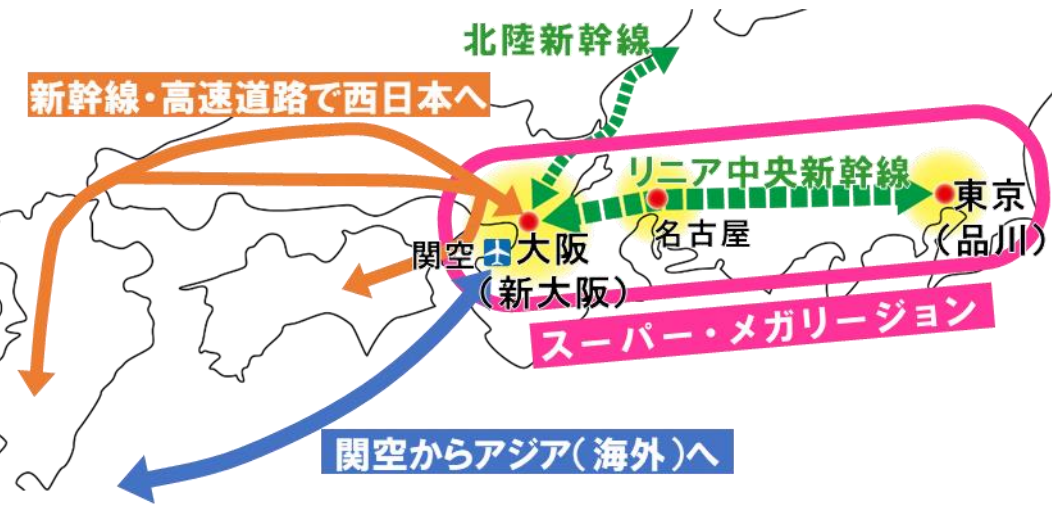 北陸新幹線
新幹線・高速道路で西日本へ
リニア中央新幹線
東京
(品川)
名古屋
関空
大阪
(新大阪)
スーパー・メガリージョン
関空からアジア(海外)へ